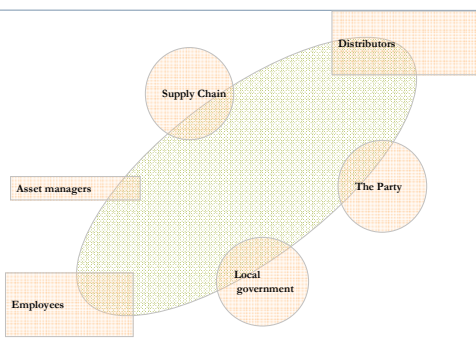 Distributors
Supply Chain
Asset managers
The Party
Local
government
Employees